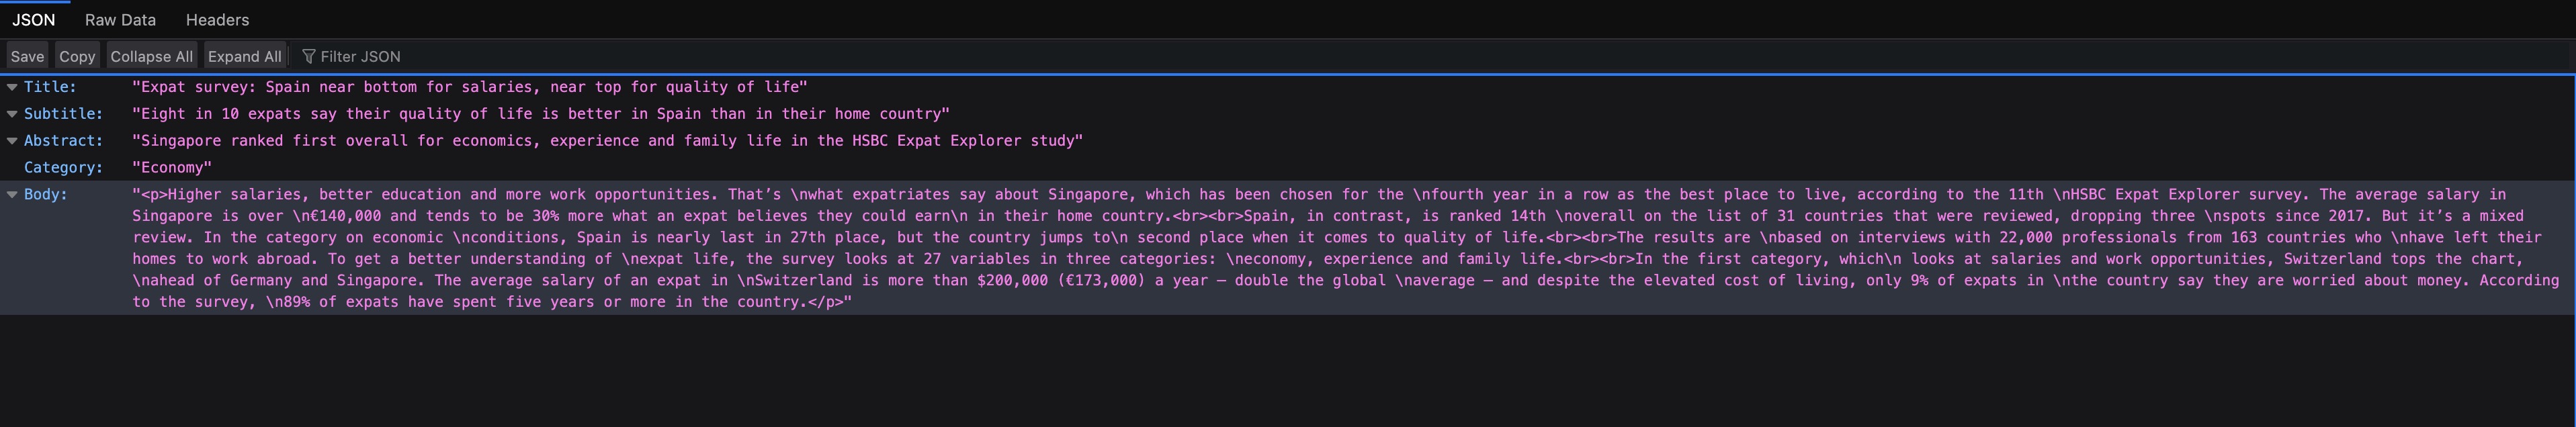 JSON Raw Data Headers
Save Copy Collapse All Expand All Filter JSON
Title: "Expat survey: Spain near bottom for salaries, near top for quality of life"
Subtitle: "Eight in 10 expats say their quality of life is better in Spain than in their home country"
Abstract: "Singapore ranked first overall for economics, experience and family life in the HSBC Expat Explorer study"
Category: "Economy"
Body: "<p>Higher salaries, better education and more work opportunities. That’s \nwhat expatriates say about Singapore, which has been chosen for the \nfourth year in a row as the best place to live, according to the 11th \nHSBC Expat Explorer survey. The average salary in
Singapore is over \n€140,000 and tends to be 30% more what an expat believes they could earn\n in their home country.<br><br>Spain, in contrast, is ranked 14th \noverall on the list of 31 countries that were reviewed, dropping three \nspots since 2017. But it’s a mixed
review. In the category on economic \nconditions, Spain is nearly last in 27th place, but the country jumps to\n second place when it comes to quality of life.<br><br>The results are \nbased on interviews with 22,000 professionals from 163 countries who \nhave left their
homes to work abroad. To get a better understanding of \nexpat life, the survey looks at 27 variables in three categories: \neconomy, experience and family life.<br><br>In the first category, which\n looks at salaries and work opportunities, Switzerland tops the chart,
\nahead of Germany and Singapore. The average salary of an expat in \nSwitzerland is more than $200,000 (€173,000) a year – double the global \naverage – and despite the elevated cost of living, only 9% of expats in \nthe country say they are worried about money. According
to the survey, \n89% of expats have spent five years or more in the country.</p>"